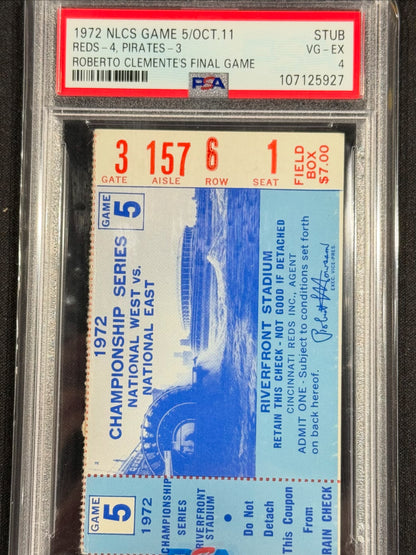 1972 NLCS GAME 5/OCT.11
REDS-4, PIRATES-3
ROBERTO CLEMENTE'S FINAL GAME
STUB
VG-EX
4
PSA
107125927
3 157 6 1
GATE AISLE ROW SEAT
FIELD
BOX
$7.00
GAME
5
1972
CHAMPIONSHIP SERIES
NATIONAL WEST VS.
NATIONAL EAST
RIVERFRONT STADIUM
RETAIN THIS CHECK - NOT GOOD IF DETACHED
CINCINNATI REDS INC., AGENT
ADMIT ONE - Subject to conditions set forth
on back hereof.
EXEC. VICE-PRES.
GAME
5
1972
CHAMPIONSHIP
SERIES
RIVERFRONT
STADIUM
Do Not
Detach
This Coupon
From
RAIN CHECK